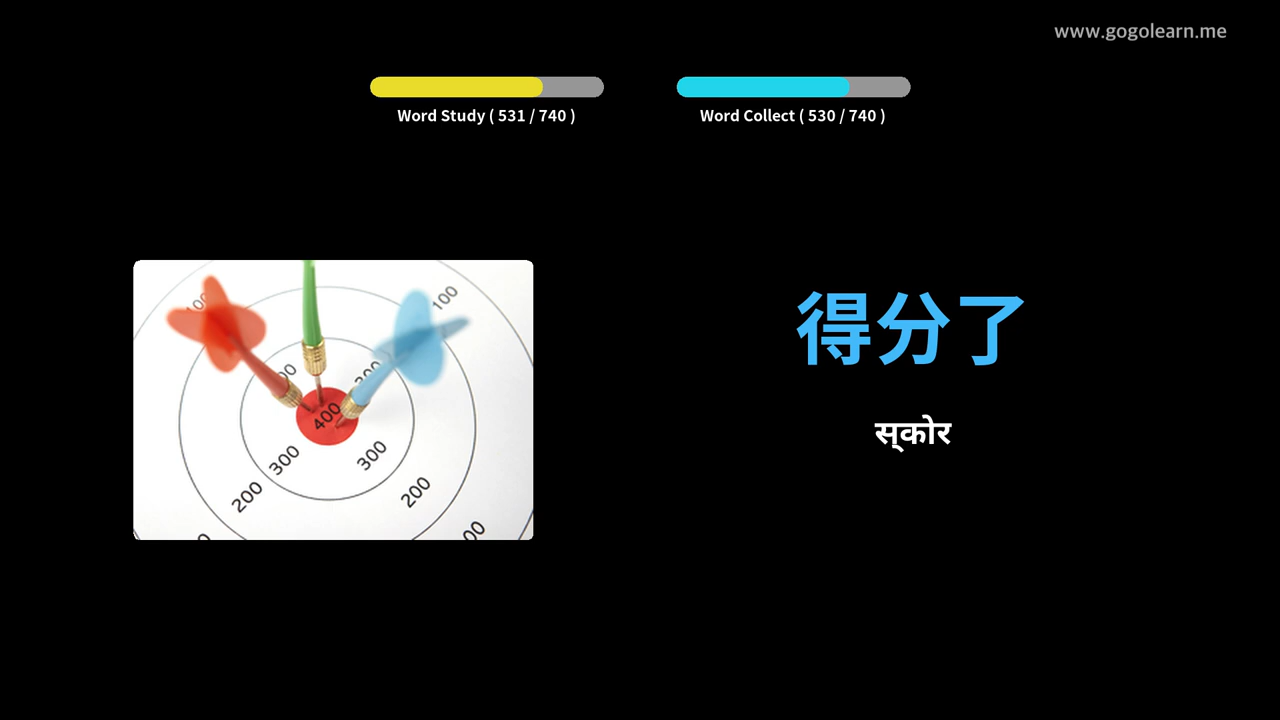 www.gogolearn.me
Word Study ( 531 / 740 )
Word Collect ( 530 / 740 )
得分了
स्कोर
100
100
400
300
300
200
200